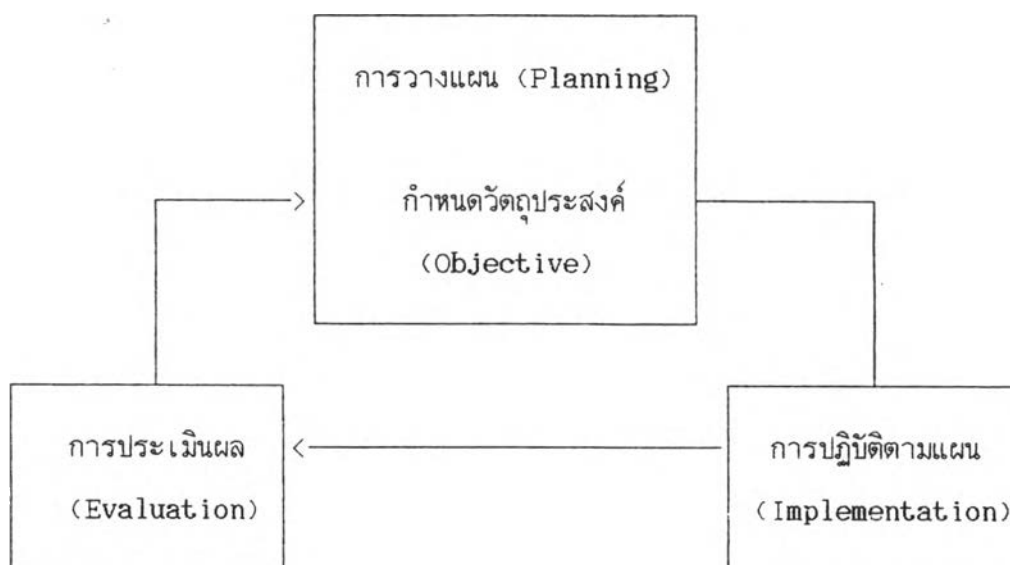 การวางแผน (Planning)
กำหนดวัตถุประสงค์
(Objective)
การประเมินผล
(Evaluation)
การปฏิบัติตามแผน
(Implementation)